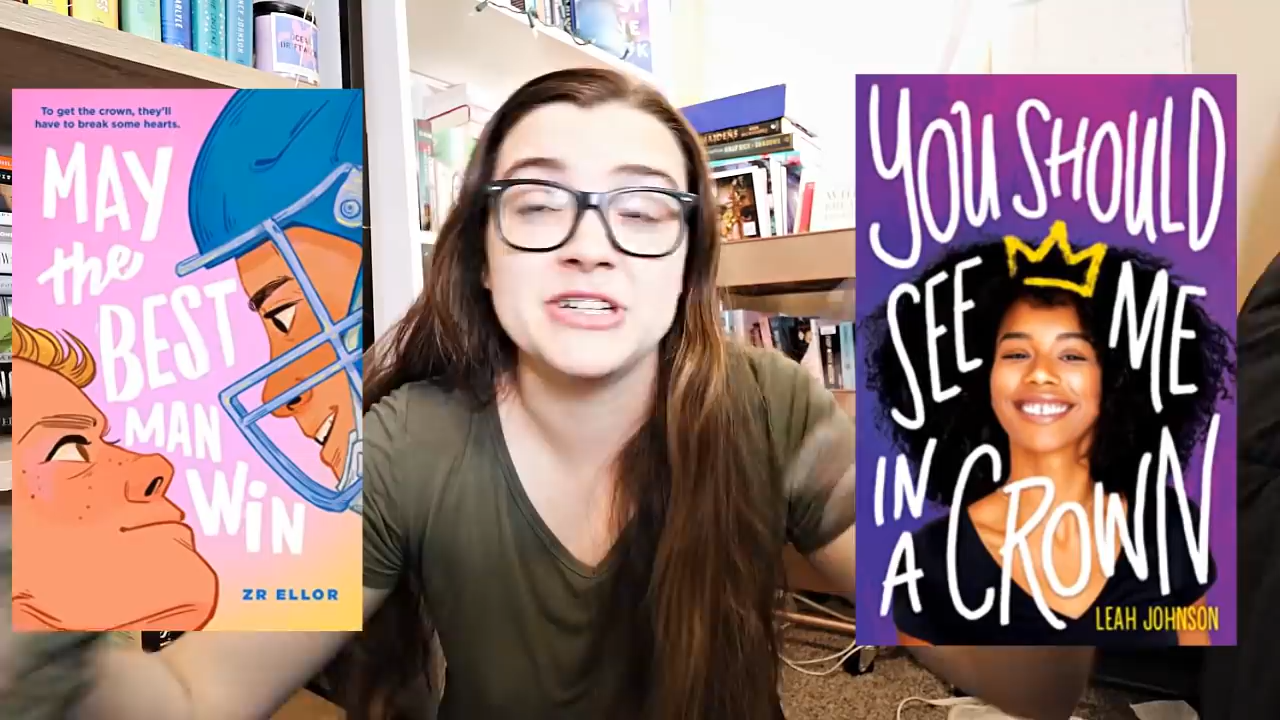 To get the crown, they'll
have to break some hearts.
MAY
the
BEST
MAN
WiN
ZR ELLOR
YOU SHOULD
SEE ME
IN
A CROWN
LEAH JOHNSON